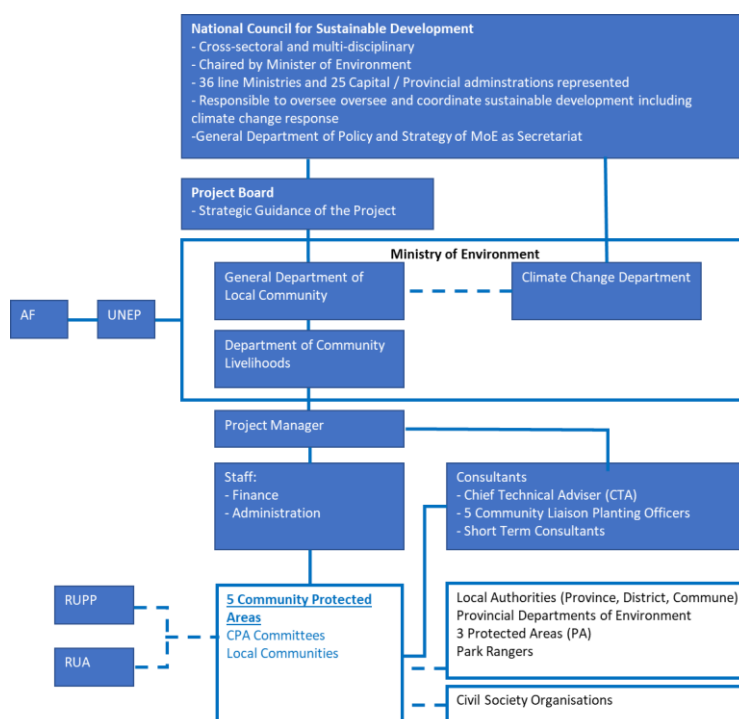 National Council for Sustainable Development
- Cross-sectoral and multi-disciplinary
- Chaired by Minister of Environment
- 36 line Ministries and 25 Capital / Provincial adminstrations represented
- Responsible to oversee oversee and coordinate sustainable development including
climate change response
-General Department of Policy and Strategy of MoE as Secretariat
Project Board
- Strategic Guidance of the Project
Ministry of Environment
General Department of
Local Community
Climate Change Department
AF
UNEP
Department of Community
Livelihoods
Project Manager
Staff:
- Finance
- Administration
Consultants
- Chief Technical Adviser (CTA)
- 5 Community Liaison Planting Officers
- Short Term Consultants
RUPP
RUA
5 Community Protected
Areas
CPA Committees
Local Communities
Local Authorities (Province, District, Commune)
Provincial Departments of Environment
3 Protected Areas (PA)
Park Rangers
Civil Society Organisations